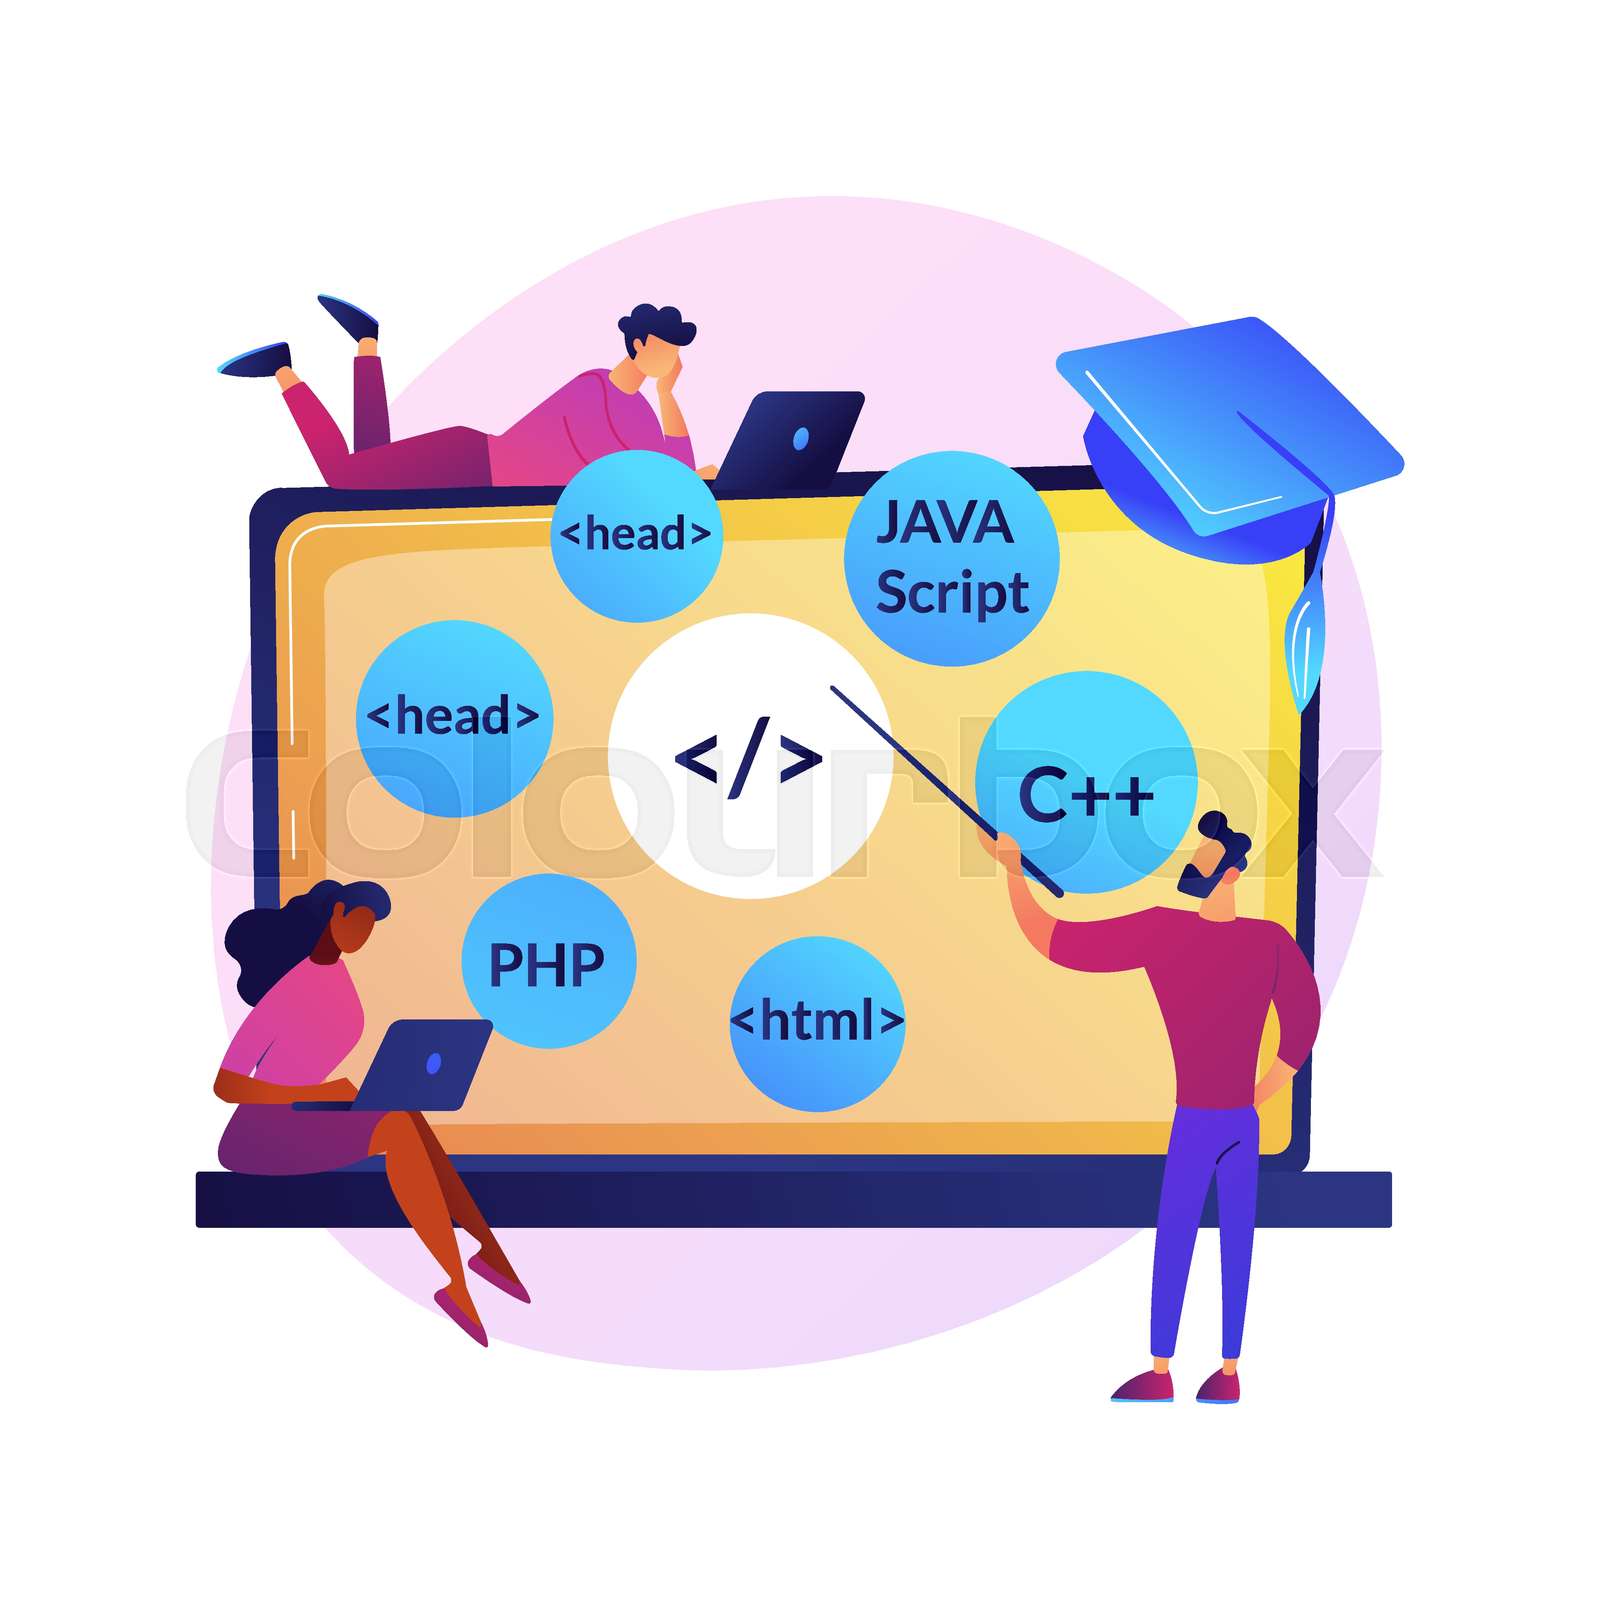 <head>
JAVA
Script
<head>
</>
C++
PHP
<html>
colourbox